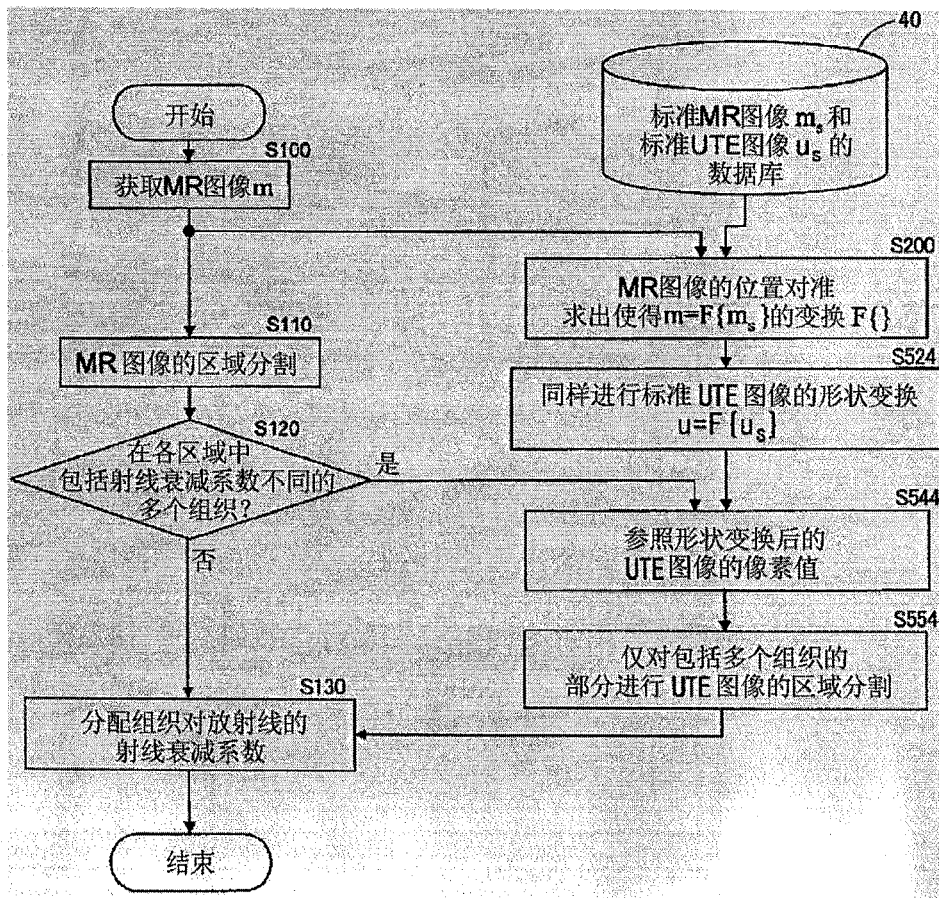 40
标准MR图像 mₛ 和
标准UTE图像 uₛ 的
数据库
开始
S100
获取MR图像m
S200
MR图像的位置对准
求出使得m=F{mₛ}的变换 F{}
S110
MR 图像的区域分割
S524
同样进行标准 UTE 图像的形状变换
u=F{uₛ}
S120
在各区域中
包括射线衰减系数不同的
多个组织?
是
否
S544
参照形状变换后的
UTE 图像的像素值
S554
仅对包括多个组织的
部分进行 UTE 图像的区域分割
S130
分配组织对放射线的
射线衰减系数
结束